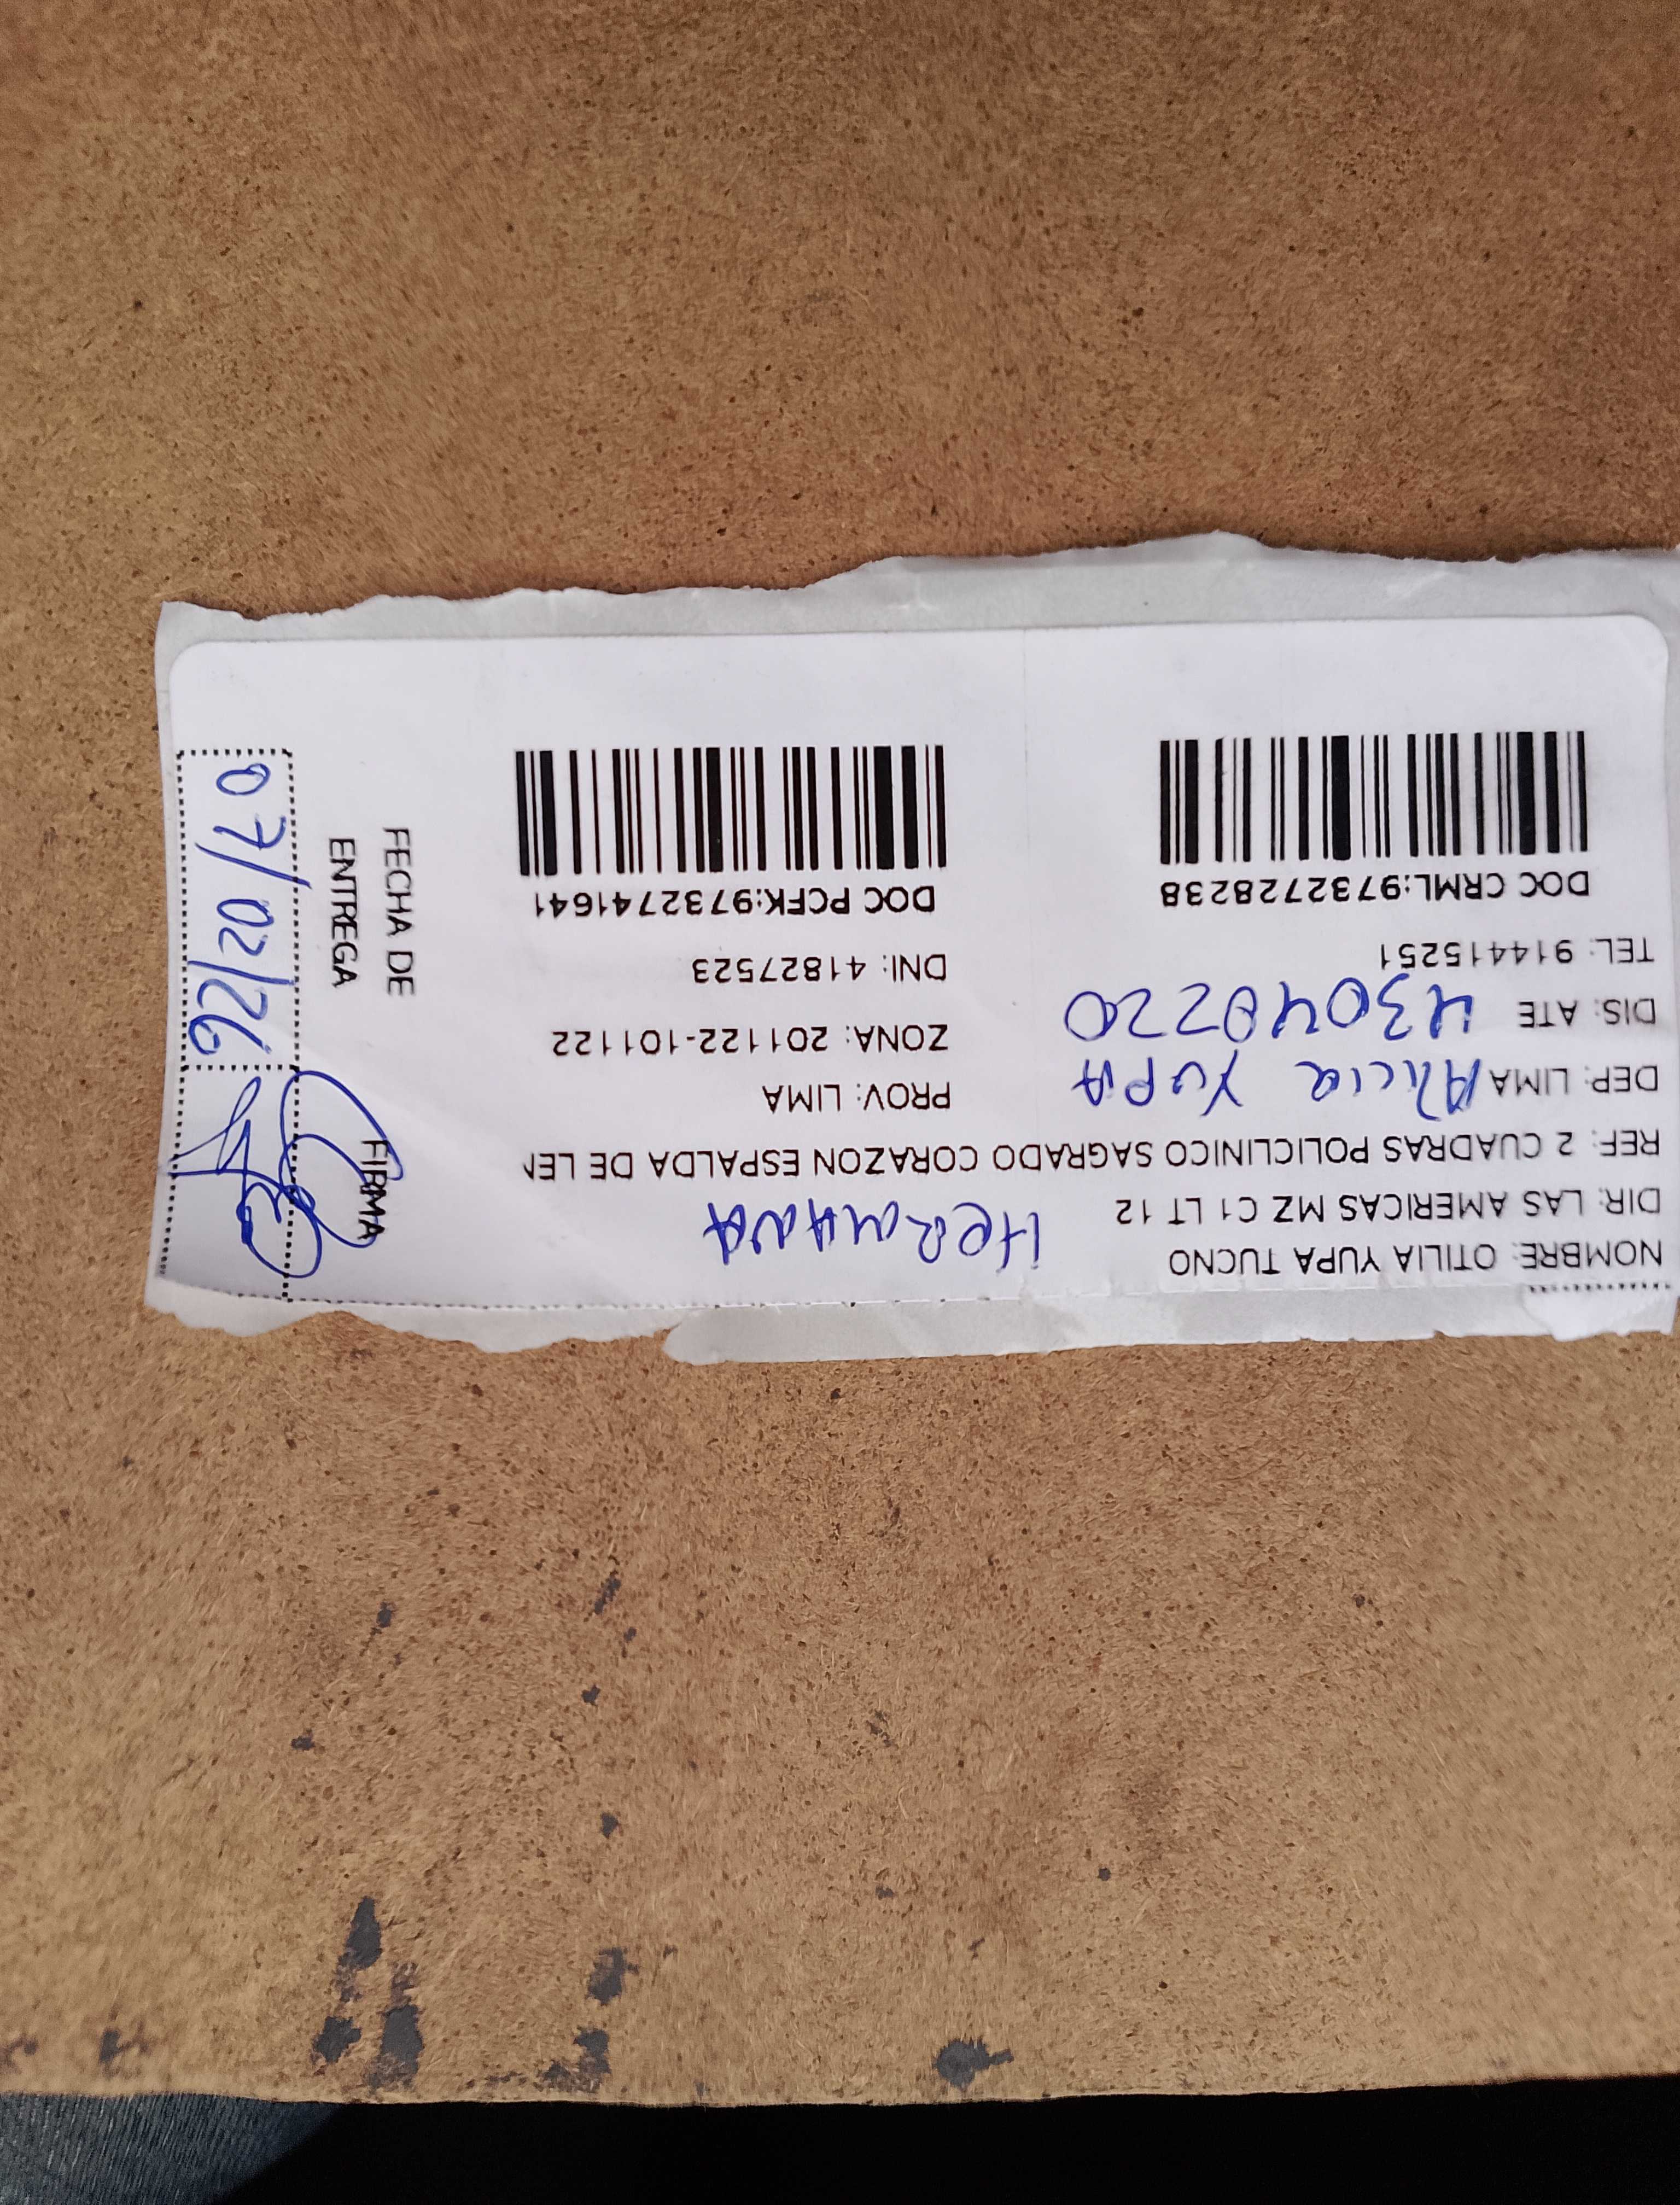 NOMBRE: OTILIA YUPA TUCNO
DIR: LAS AMERICAS MZ C1 LT 12 Hermana
REF: 2 CUADRAS POLICLINICO SAGRADO CORAZON ESPALDA DE LEN
DEP: LIMA Alicia YUPA PROV: LIMA
DIS: ATE 43040220 ZONA: 201122-101122
TEL: 914415251 DNI: 41827523
DOC CRML:9732728238 DOC PCFK:9732741641
FIRMA
FECHA DE
ENTREGA
07/02/26